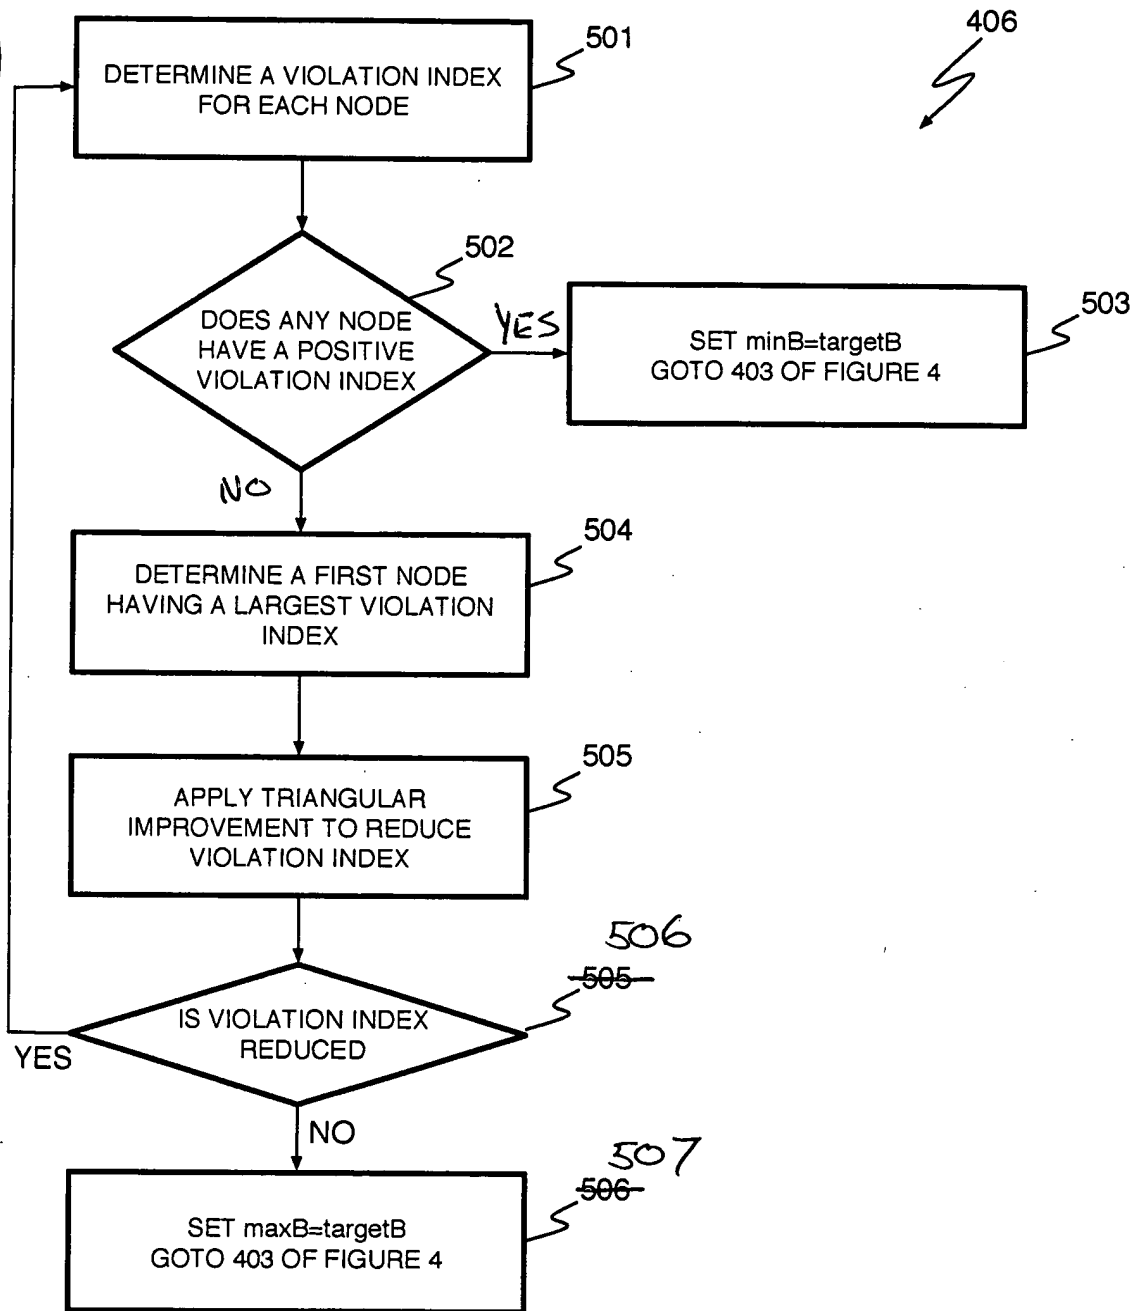 406
501
DETERMINE A VIOLATION INDEX
FOR EACH NODE
502
DOES ANY NODE
HAVE A POSITIVE
VIOLATION INDEX
YES
503
SET minB=targetB
GOTO 403 OF FIGURE 4
NO
504
DETERMINE A FIRST NODE
HAVING A LARGEST VIOLATION
INDEX
505
APPLY TRIANGULAR
IMPROVEMENT TO REDUCE
VIOLATION INDEX
506
505
IS VIOLATION INDEX
REDUCED
YES
NO
507
506
SET maxB=targetB
GOTO 403 OF FIGURE 4